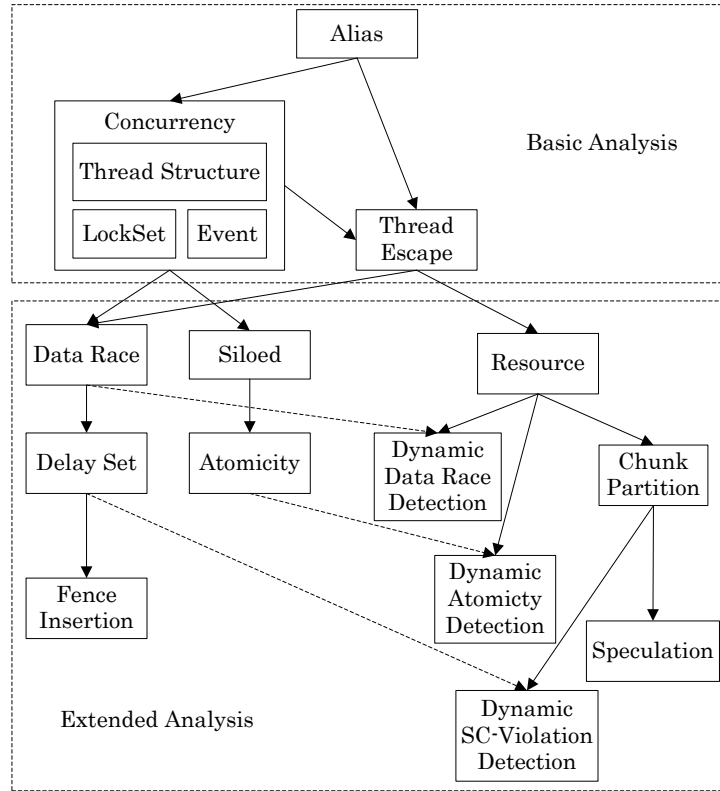 Alias
Concurrency
Basic Analysis
Thread Structure
LockSet
Event
Thread
Escape
Data Race
Siloed
Resource
Delay Set
Atomicity
Dynamic
Data Race
Detection
Chunk
Partition
Fence
Insertion
Dynamic
Atomicty
Detection
Speculation
Extended Analysis
Dynamic
SC-Violation
Detection